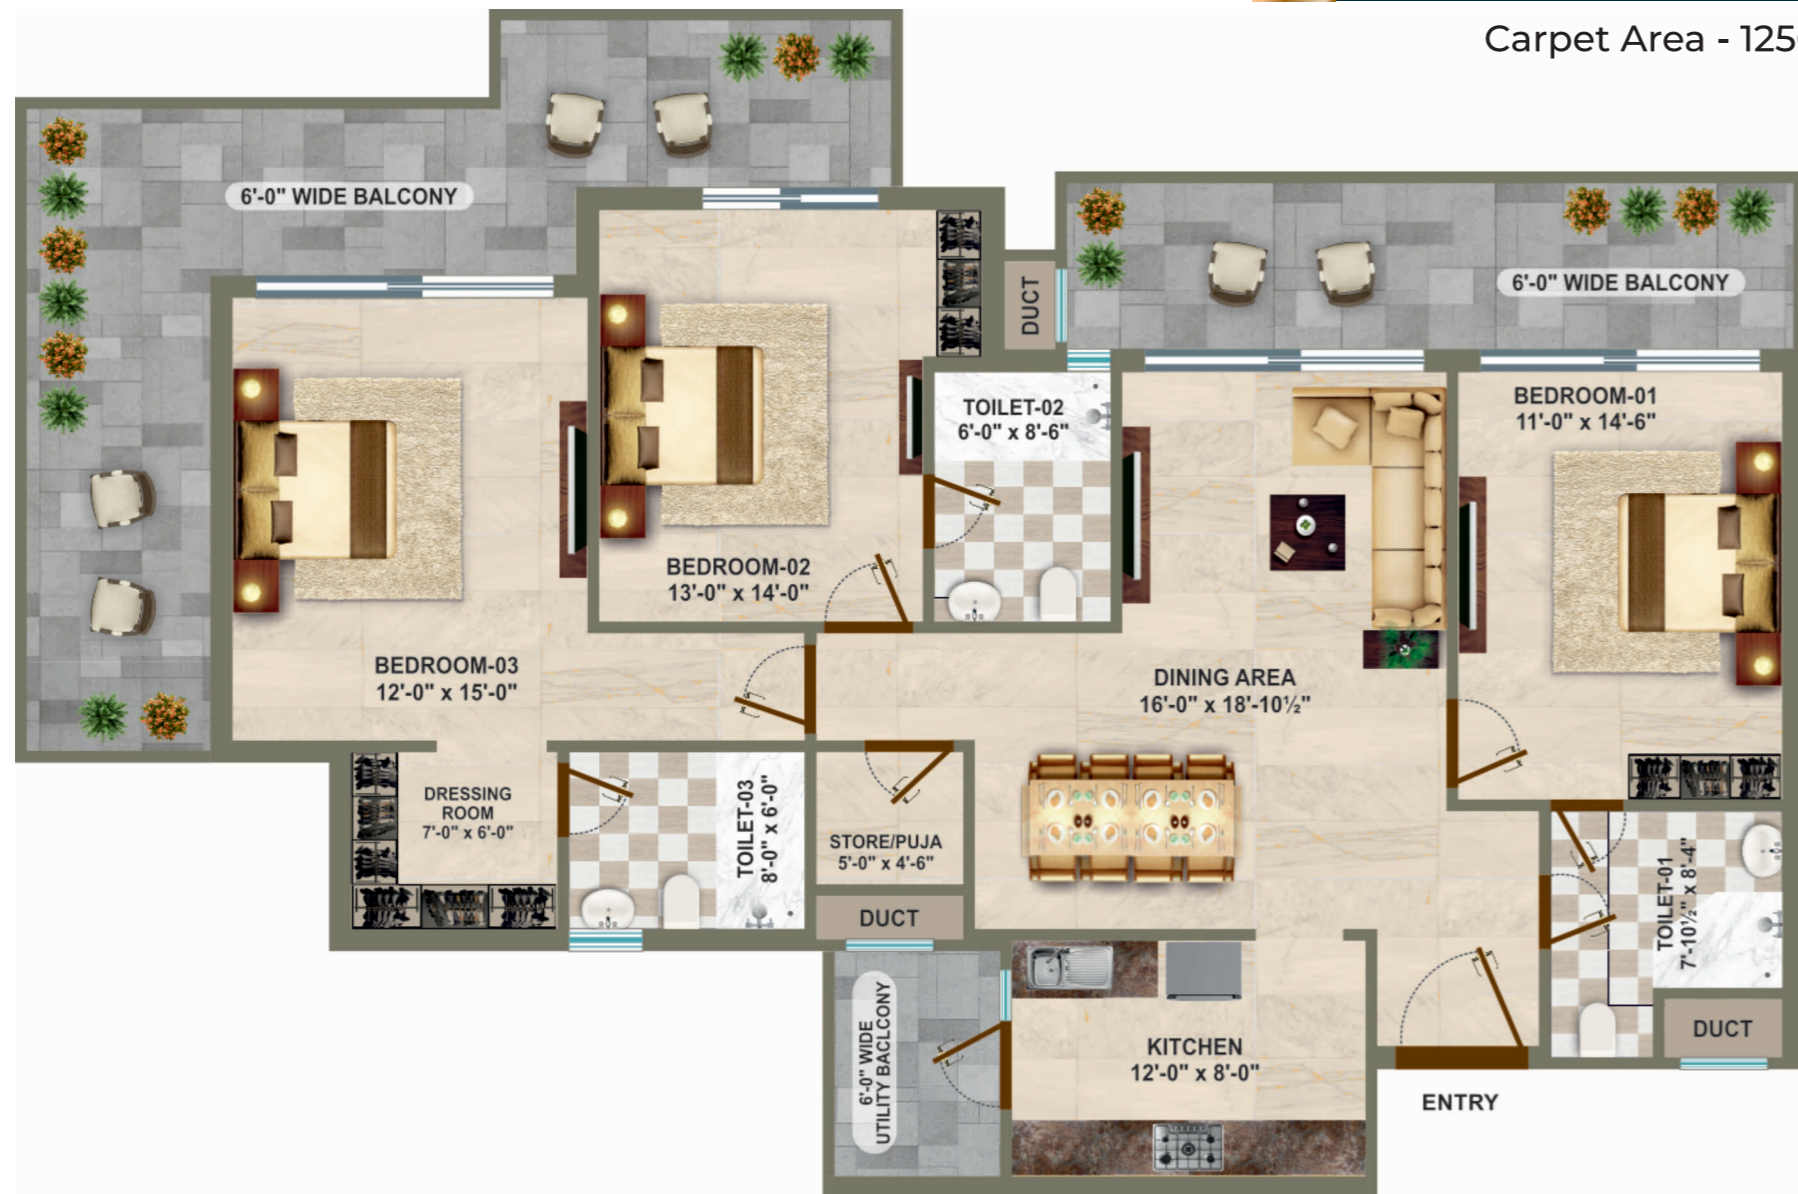 Carpet Area - 125
6'-0" WIDE BALCONY
6'-0" WIDE BALCONY
DUCT
BEDROOM-01
11'-0" x 14'-6"
TOILET-02
6'-0" x 8'-6"
BEDROOM-02
13'-0" x 14'-0"
BEDROOM-03
12'-0" x 15'-0"
DINING AREA
16'-0" x 18'-10½"
DRESSING
ROOM
7'-0" x 6'-0"
TOILET-03
8'-0" x 6'-0"
STORE/PUJA
5'-0" x 4'-6"
TOILET-01
7'-10½" x 8'-4"
DUCT
6'-0" WIDE
UTILITY BACLCONY
KITCHEN
12'-0" x 8'-0"
DUCT
ENTRY